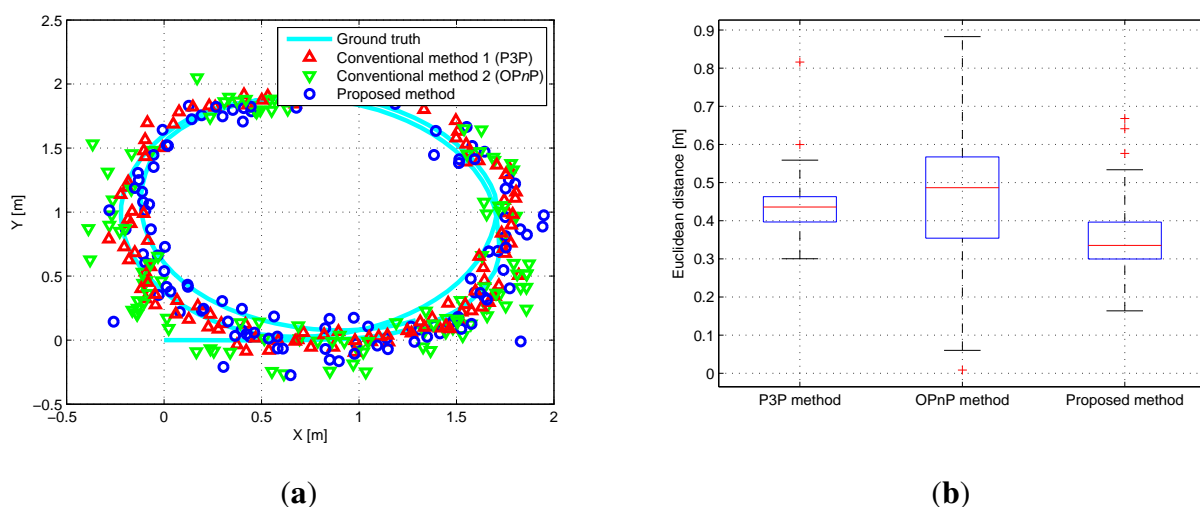 2.5
2
1.5
1
0.5
0
−0.5
Y [m]
Ground truth
Conventional method 1 (P3P)
Conventional method 2 (OPnP)
Proposed method
−0.5 0 0.5 1 1.5 2
X [m]
(a)
0.9
0.8
0.7
0.6
0.5
0.4
0.3
0.2
0.1
0
Euclidean distance [m]
P3P method OPnP method Proposed method
(b)